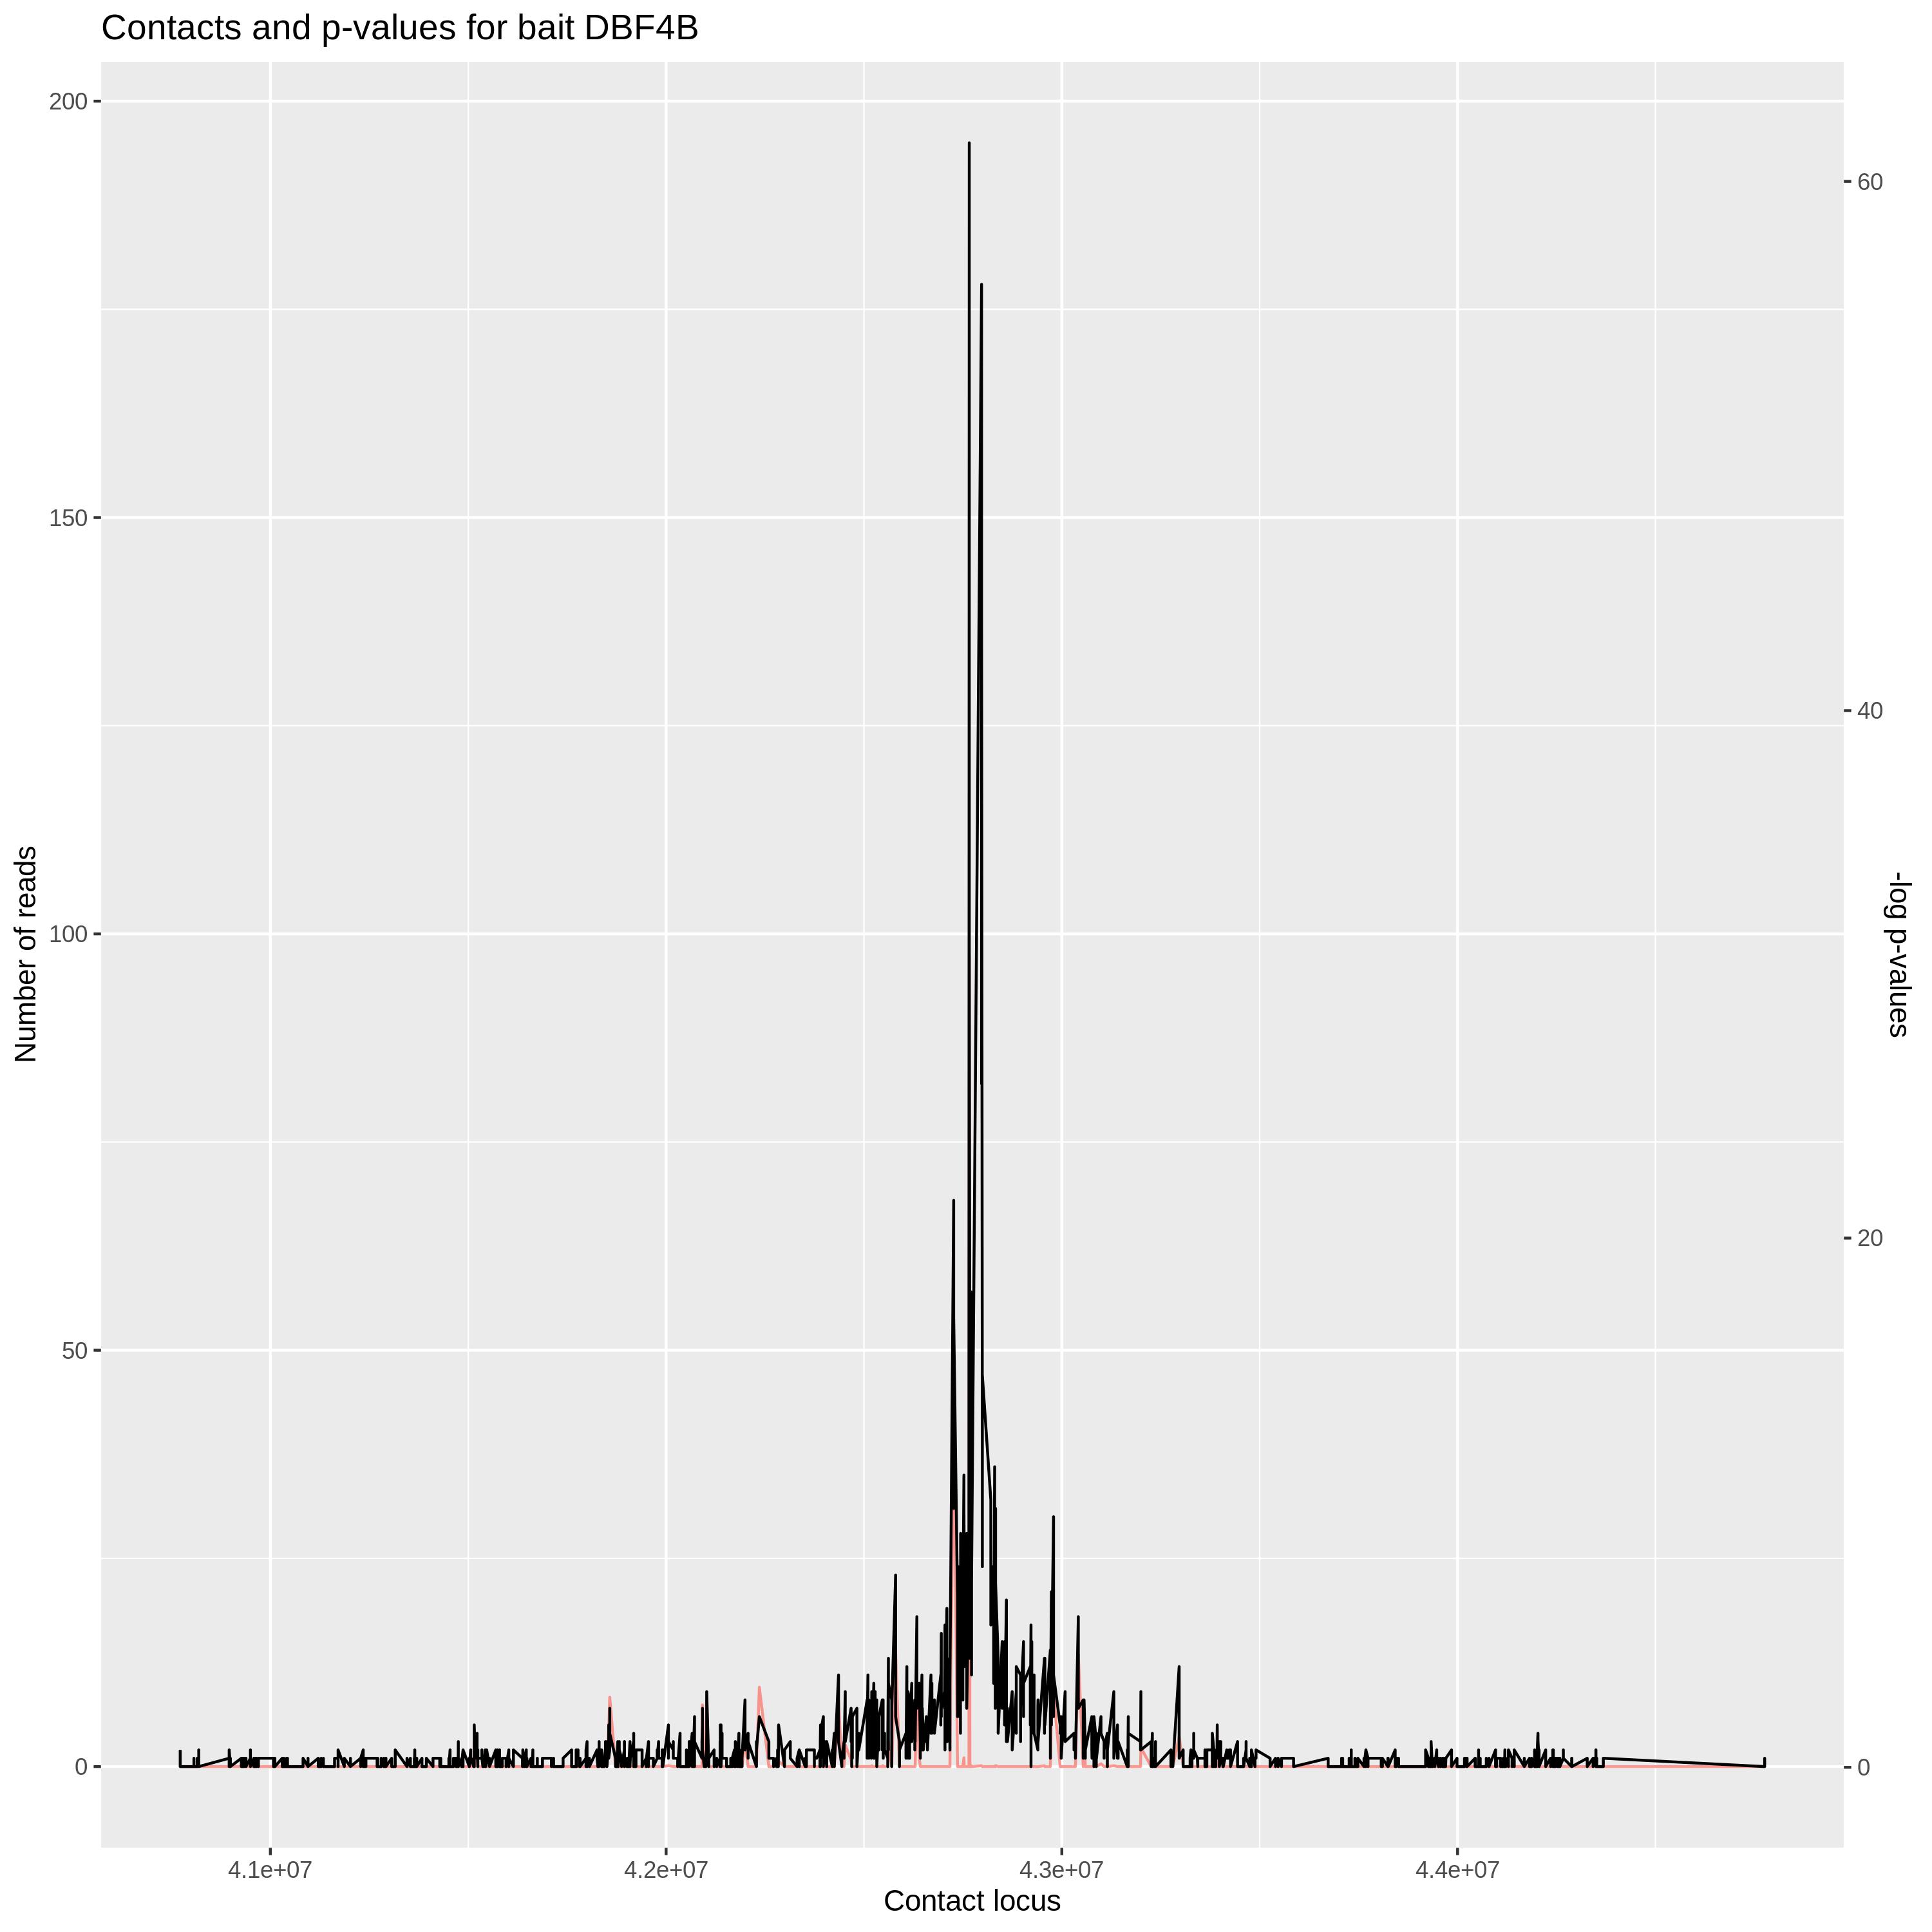 Contacts and p-values for bait DBF4B
200
150
100
50
0
Number of reads
60
40
20
0
-log p-values
4.1e+07
4.2e+07
4.3e+07
4.4e+07
Contact locus